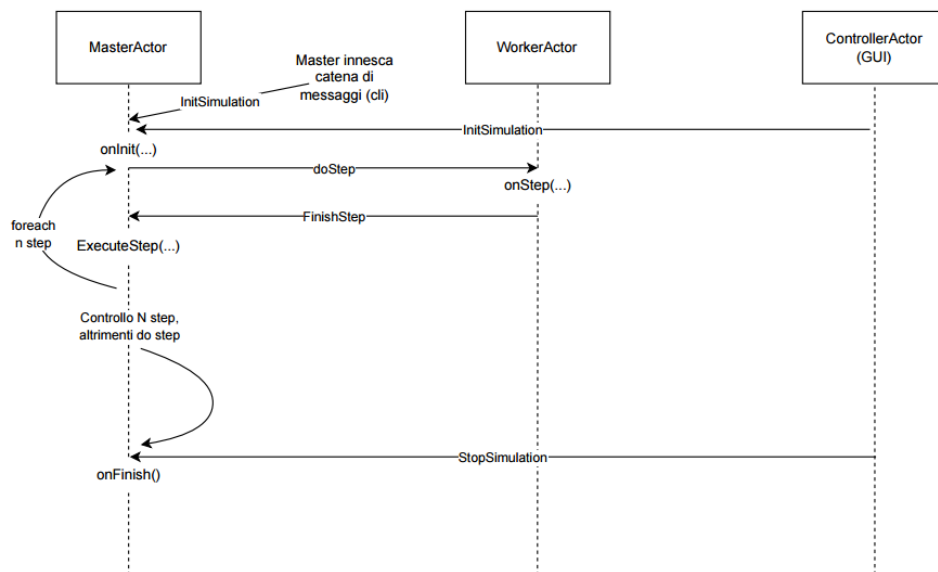 MasterActor
WorkerActor
ControllerActor
(GUI)
Master innesca
catena di
messaggi (cli)
InitSimulation
InitSimulation
onInit(...)
doStep
onStep(...)
FinishStep
foreach
n step
ExecuteStep(...)
Controllo N step,
altrimenti do step
StopSimulation
onFinish()